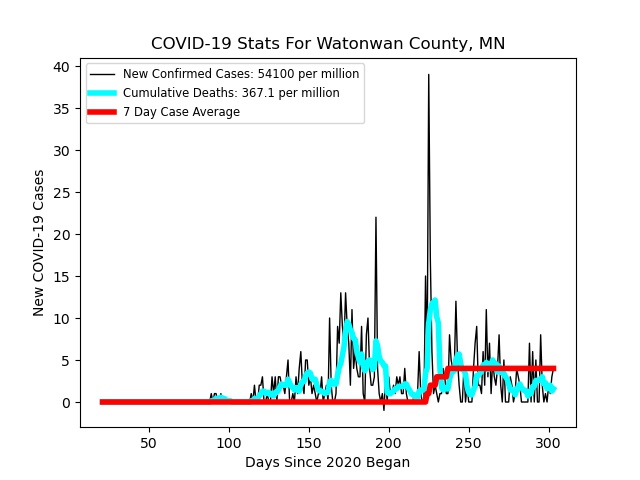 COVID-19 Stats For Watonwan County, MN
New Confirmed Cases: 54100 per million
Cumulative Deaths: 367.1 per million
7 Day Case Average
New COVID-19 Cases
40
35
30
25
20
15
10
5
0
50 100 150 200 250 300
Days Since 2020 Began